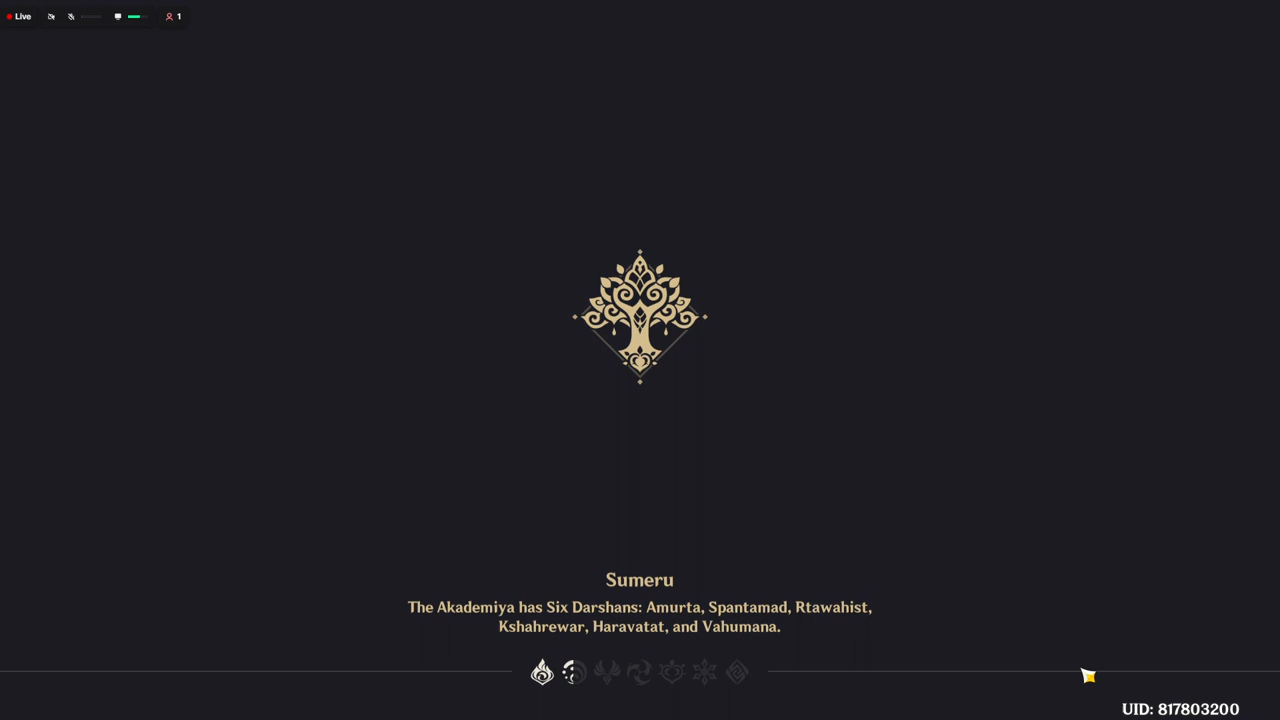 Live
1
Sumeru
The Akademiya has Six Darshans: Amurta, Spantamad, Rtawahist,
Kshahrewar, Haravatat, and Vahumana.
UID: 817803200